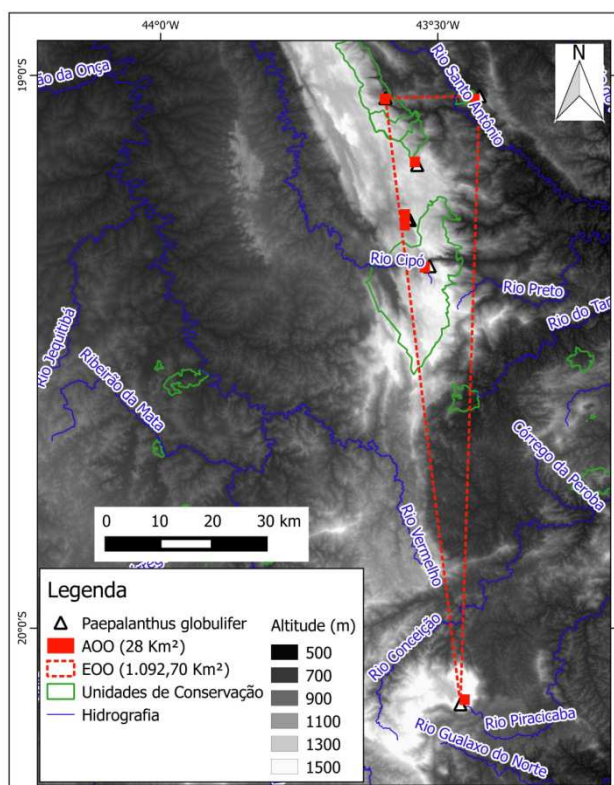 44°0'W
43°30'W
19°0'S
20°0'S
N
ão da Onça
Rio Santo Antônio
Rio Cipó
Rio Preto
Rio do Tan
Rio Jequitibá
Ribeirão da Mata
Córrego da Peroba
Rio Vermelho
0 10 20 30 km
Rio Conceição
Rio Piracicaba
Rio Gualaxo do Norte
Legenda
Paepalanthus globulifer
AOO (28 Km²)
EOO (1.092,70 Km²)
Unidades de Conservação
Hidrografia
Altitude (m)
500
700
900
1100
1300
1500